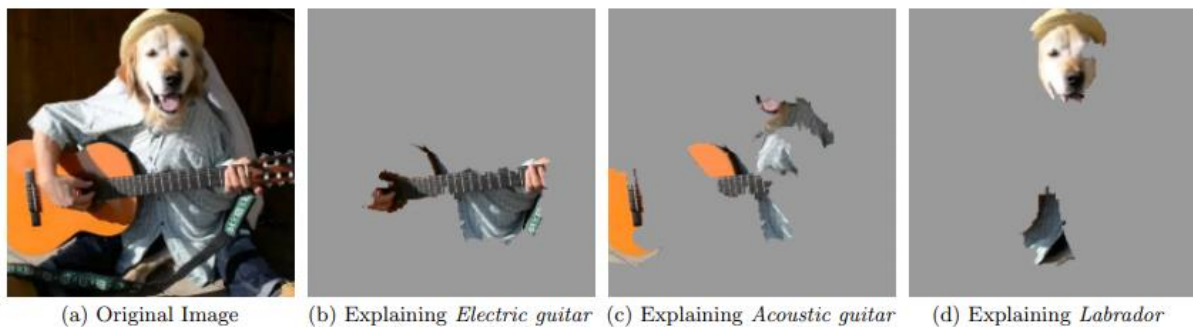 (a) Original Image
(b) Explaining Electric guitar
(c) Explaining Acoustic guitar
(d) Explaining Labrador